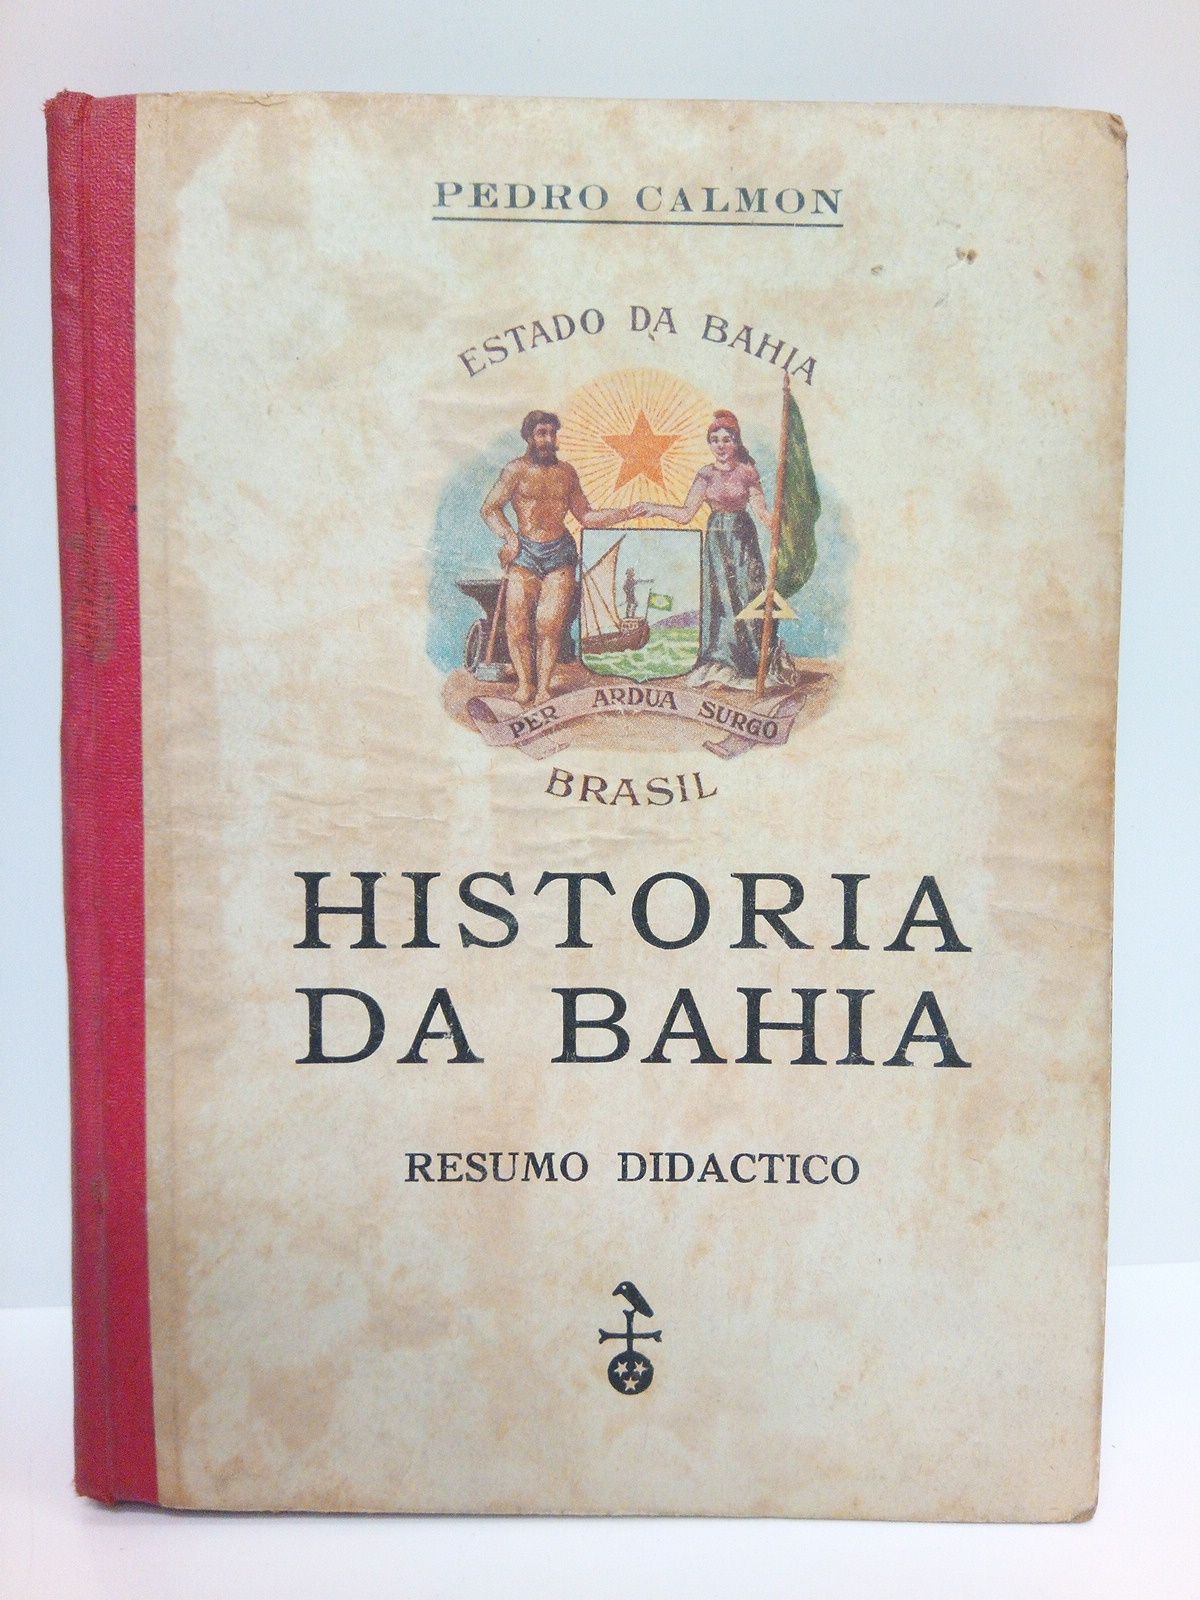 PEDRO CALMON
ESTADO DA BAHIA
PER ARDUA SURGO
BRASIL
HISTORIA
DA BAHIA
RESUMO DIDACTICO